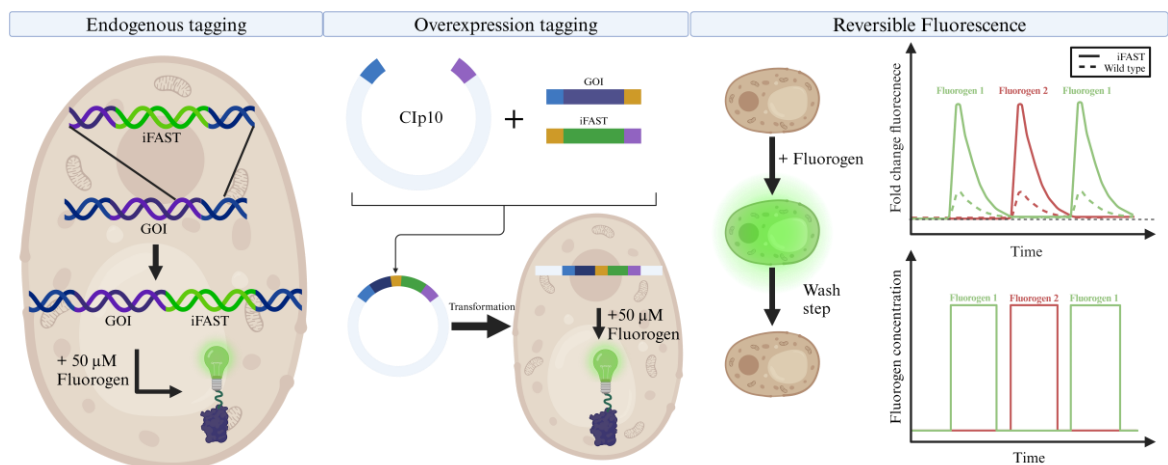 Endogenous tagging
iFAST
GOI
GOI
iFAST
+ 50 μM
Fluorogen
Overexpression tagging
CIp10
+
GOI
iFAST
Transformation
+50 μM
Fluorogen
Reversible Fluorescence
+ Fluorogen
Wash
step
iFAST
Wild type
Fluorogen 1
Fluorogen 2
Fluorogen 1
Fold change fluorecnece
Time
Fluorogen 1
Fluorogen 2
Fluorogen 1
Fluorogen concentration
Time